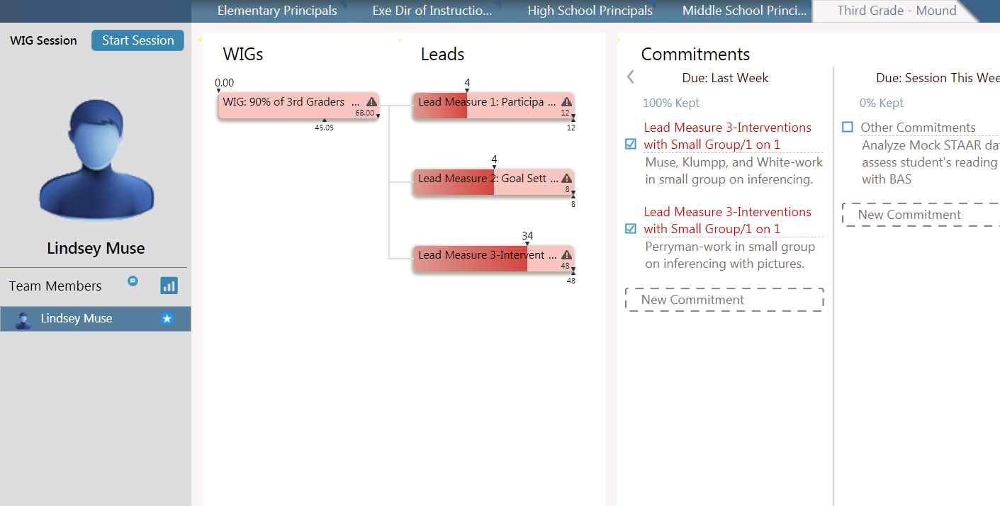 Elementary Principals
Exe Dir of Instructio...
High School Principals
Middle School Princi...
Third Grade - Mound
WIG Session
Start Session
Lindsey Muse
Team Members
Lindsey Muse
WIGs
0.00
WIG: 90% of 3rd Graders ...
68.00
45.05
Leads
4
Lead Measure 1: Participa ...
12
12
4
Lead Measure 2: Goal Sett ...
8
8
34
Lead Measure 3-Intervent ...
48
48
Commitments
Due: Last Week
100% Kept
Lead Measure 3-Interventions
with Small Group/1 on 1
Muse, Klumpp, and White-work
in small group on inferencing.
Lead Measure 3-Interventions
with Small Group/1 on 1
Perryman-work in small group
on inferencing with pictures.
New Commitment
Due: Session This Wee
0% Kept
Other Commitments
Analyze Mock STAAR da
assess student's reading
with BAS
New Commitment